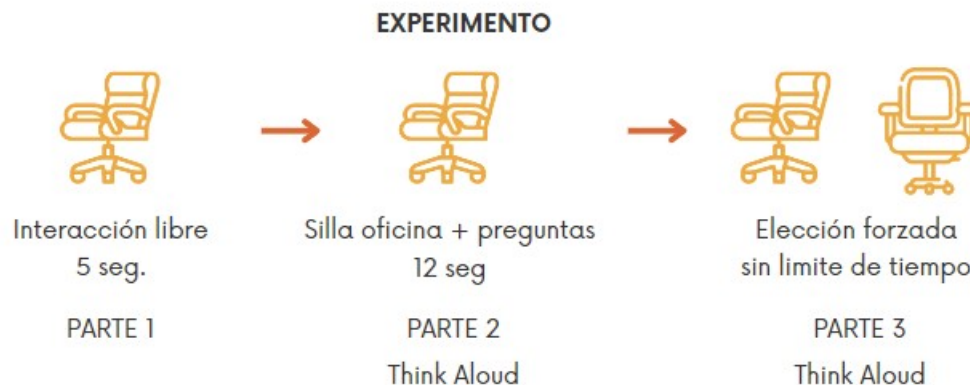 EXPERIMENTO
Interacción libre
5 seg.
PARTE 1
Silla oficina + preguntas
12 seg
PARTE 2
Think Aloud
Elección forzada
sin limite de tiempo
PARTE 3
Think Aloud